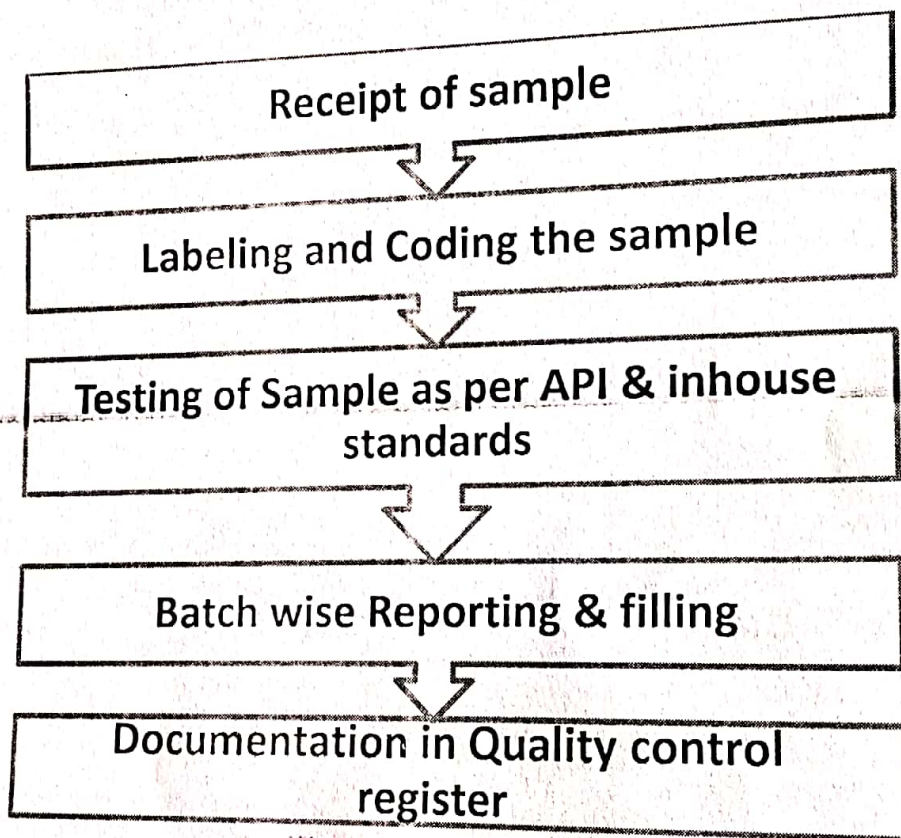 Receipt of sample
Labeling and Coding the sample
Testing of Sample as per API & inhouse
standards
Batch wise Reporting & filling
Documentation in Quality control
register